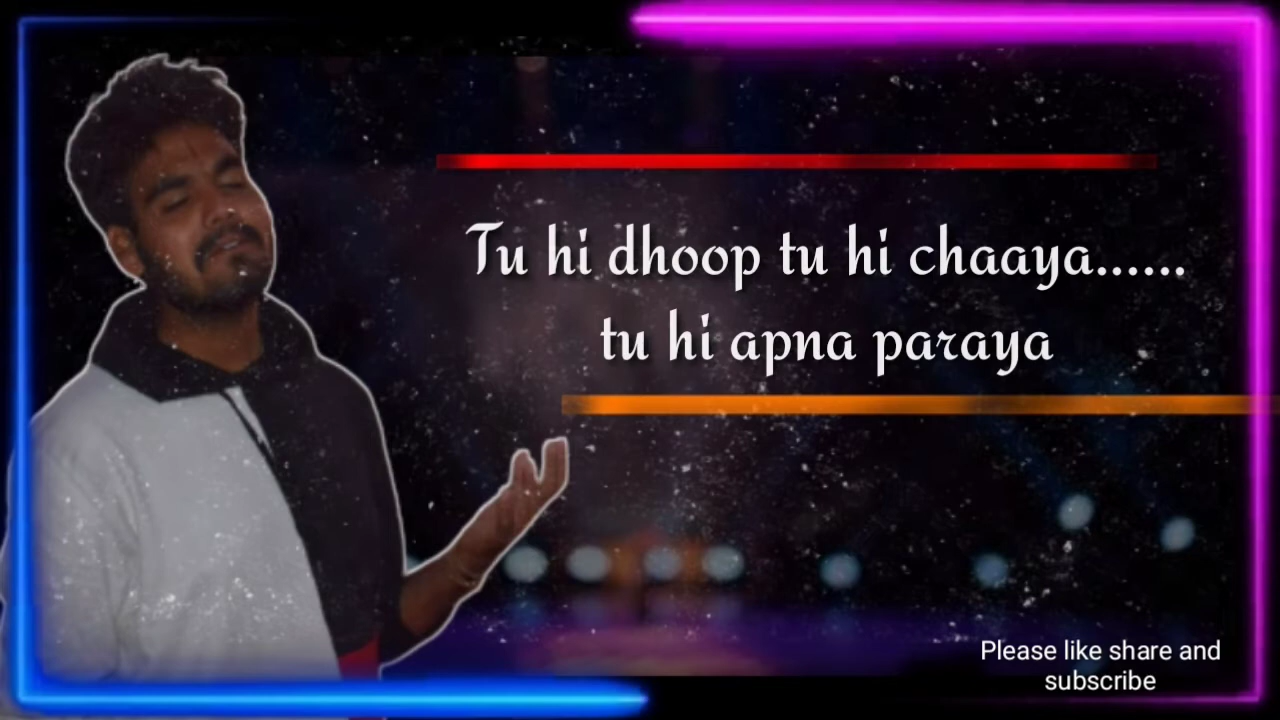 Tu hi dhoop tu hi chaaya......
tu hi apna paraya
Please like share and
subscribe